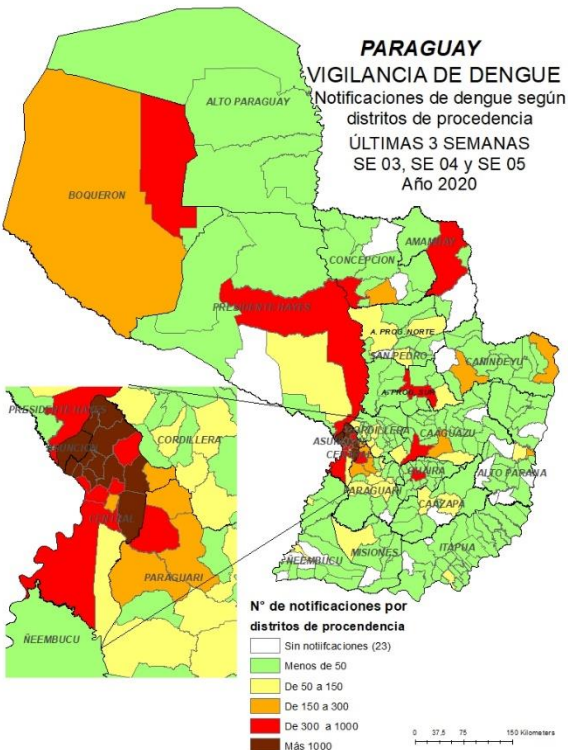 PARAGUAY
VIGILANCIA DE DENGUE
Notificaciones de dengue según
distritos de procedencia
ÚLTIMAS 3 SEMANAS
SE 03, SE 04 y SE 05
Año 2020
ALTO PARAGUAY
BOQUERON
AMAMBAY
CONCEPCION
PRESIDENTE HAYES
A. PROG. NORTE
SAN PEDRO
CANINDEYU
CORDILLERA
ASUNCION
CENTRAL
CAAGUAZU
GUAIRA
ALTO PARANA
PARAGUARI
CAAZAPA
ÑEEMBUCU
MISIONES
ITAPUA
PRESIDENTE HAYES
CORDILLERA
ASUNCION
CENTRAL
PARAGUARI
ÑEEMBUCU
N° de notificaciones por
distritos de procendencia
Sin notiifcaciones (23)
Menos de 50
De 50 a 150
De 150 a 300
De 300 a 1000
Más 1000
0 37,5 75 150 Kilometers